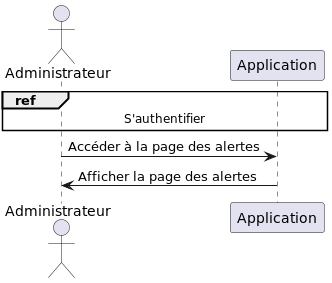 Administrateur
Application
ref
S'authentifier
Accéder à la page des alertes
Afficher la page des alertes
Administrateur
Application